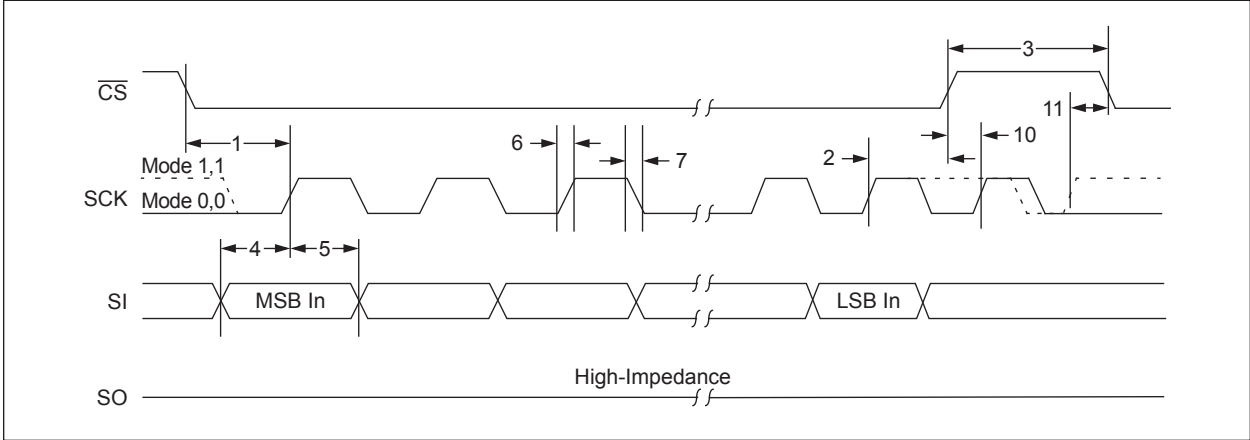 3
C̅S̅
11
1
6
7
2
10
Mode 1,1
SCK
Mode 0,0
4
5
SI
MSB In
LSB In
High-Impedance
SO